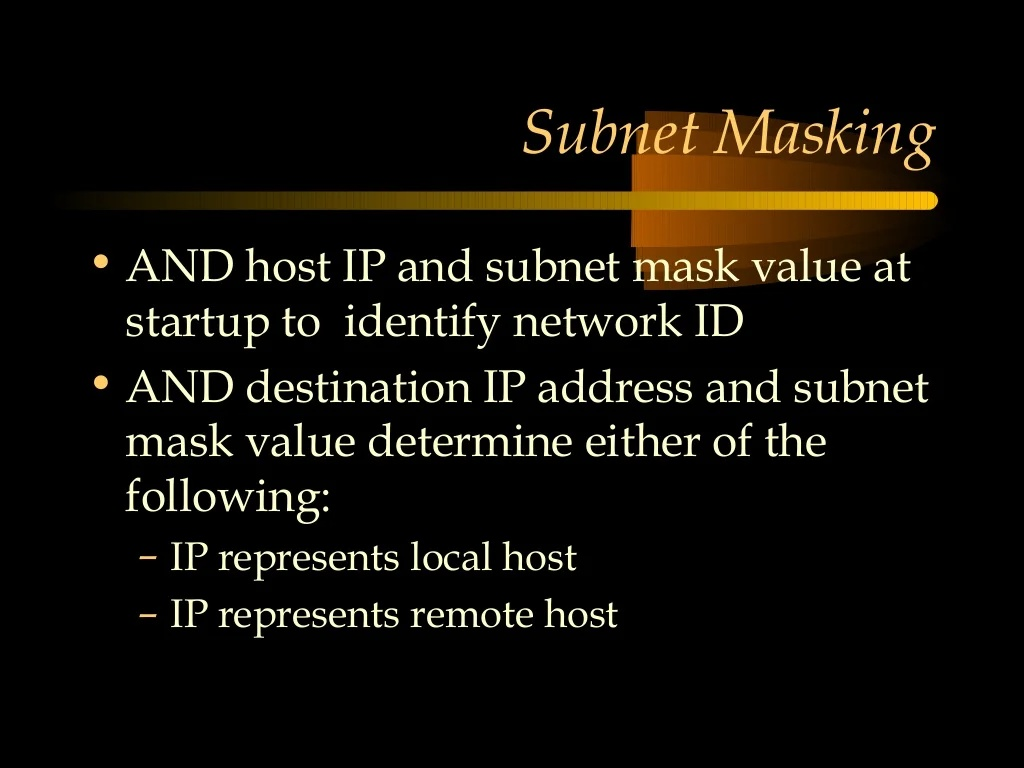 Subnet Masking
• AND host IP and subnet mask value at
startup to  identify network ID
• AND destination IP address and subnet
mask value determine either of the
following:
– IP represents local host
– IP represents remote host